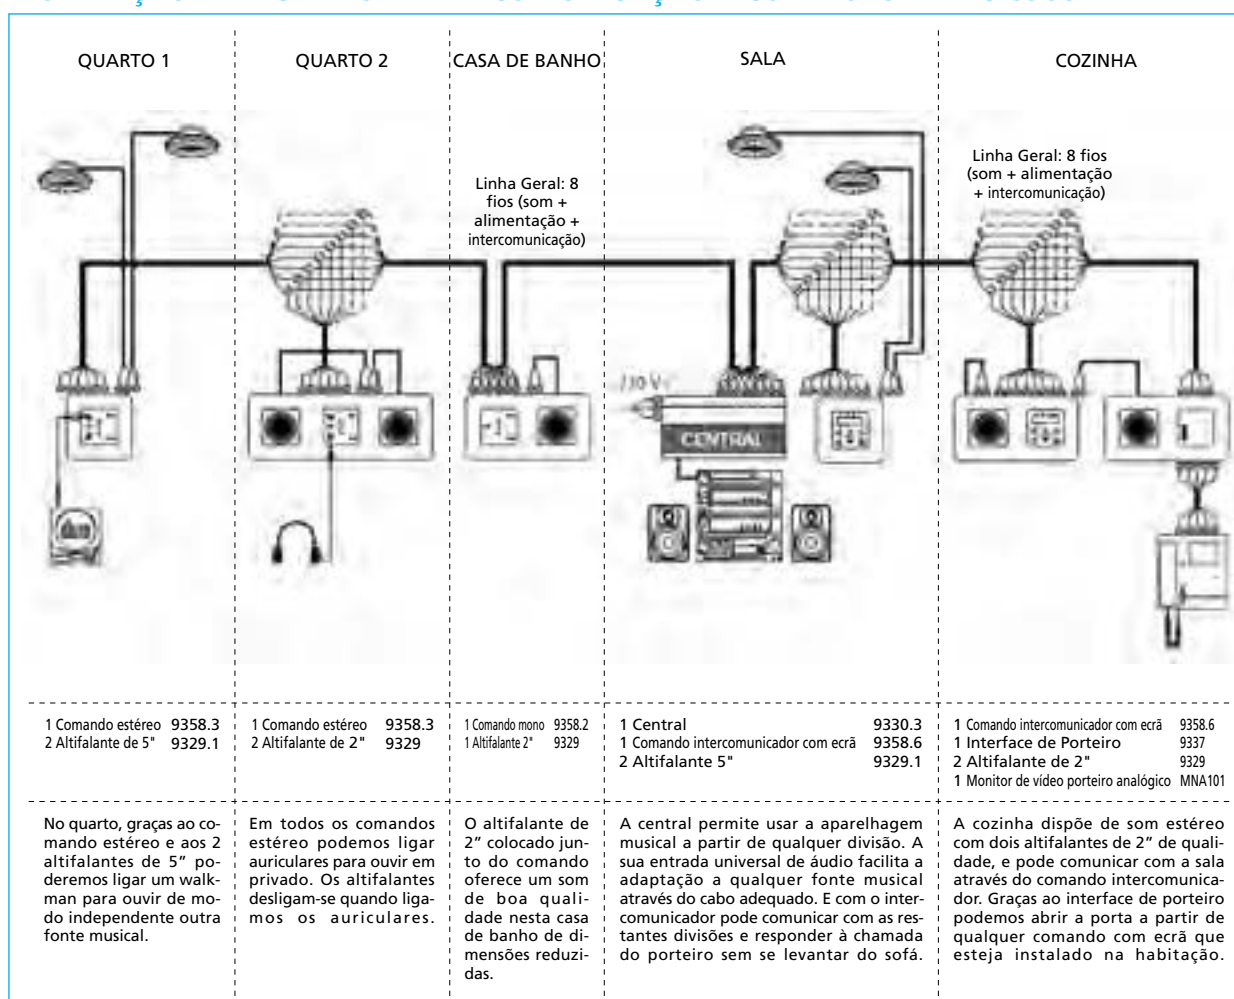 QUARTO 1
QUARTO 2
CASA DE BANHO
SALA
COZINHA
Linha Geral: 8
fios (som +
alimentação +
intercomunicação)
Linha Geral: 8 fios
(som + alimentação
+ intercomunicação)
CENTRAL
1 Comando estéreo 9358.3
2 Altifalante de 5" 9329.1
1 Comando estéreo 9358.3
2 Altifalante de 2" 9329
1 Comando mono 9358.2
1 Altifalante 2" 9329
1 Central 9330.3
1 Comando intercomunicador com ecrã 9358.6
2 Altifalante 5" 9329.1
1 Comando intercomunicador com ecrã 9358.6
1 Interface de Porteiro 9337
2 Altifalante de 2" 9329
1 Monitor de vídeo porteiro analógico MNA101
No quarto, graças ao co-
mando estéreo e aos 2
altifalantes de 5” po-
deremos ligar um walk-
man para ouvir de mo-
do independente outra
fonte musical.
Em todos os comandos
estéreo podemos ligar
auriculares para ouvir em
privado. Os altifalantes
desligam-se quando liga-
mos os auriculares.
O altifalante de
2” colocado jun-
to do comando
oferece um som
de boa quali-
dade nesta casa
de banho de di-
mensões reduzi-
das.
A central permite usar a aparelhagem
musical a partir de qualquer divisão. A
sua entrada universal de áudio facilita a
adaptação a qualquer fonte musical
através do cabo adequado. E com o inter-
comunicador pode comunicar com as res-
tantes divisões e responder à chamada
do porteiro sem se levantar do sofá.
A cozinha dispõe de som estéreo
com dois altifalantes de 2” de quali-
dade, e pode comunicar com a sala
através do comando intercomunica-
dor. Graças ao interface de porteiro
podemos abrir a porta a partir de
qualquer comando com ecrã que
esteja instalado na habitação.